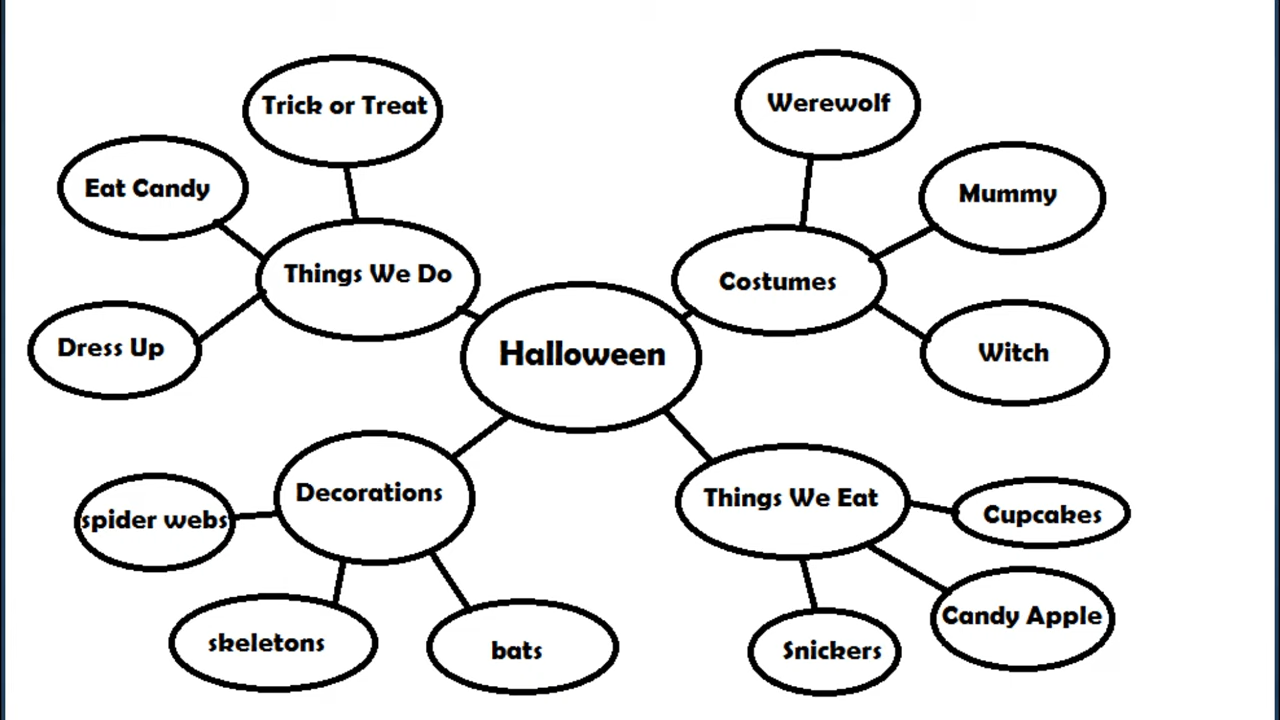 Trick or Treat
Eat Candy
Things We Do
Dress Up
Werewolf
Mummy
Costumes
Witch
Halloween
Decorations
spider webs
skeletons
bats
Things We Eat
Cupcakes
Candy Apple
Snickers